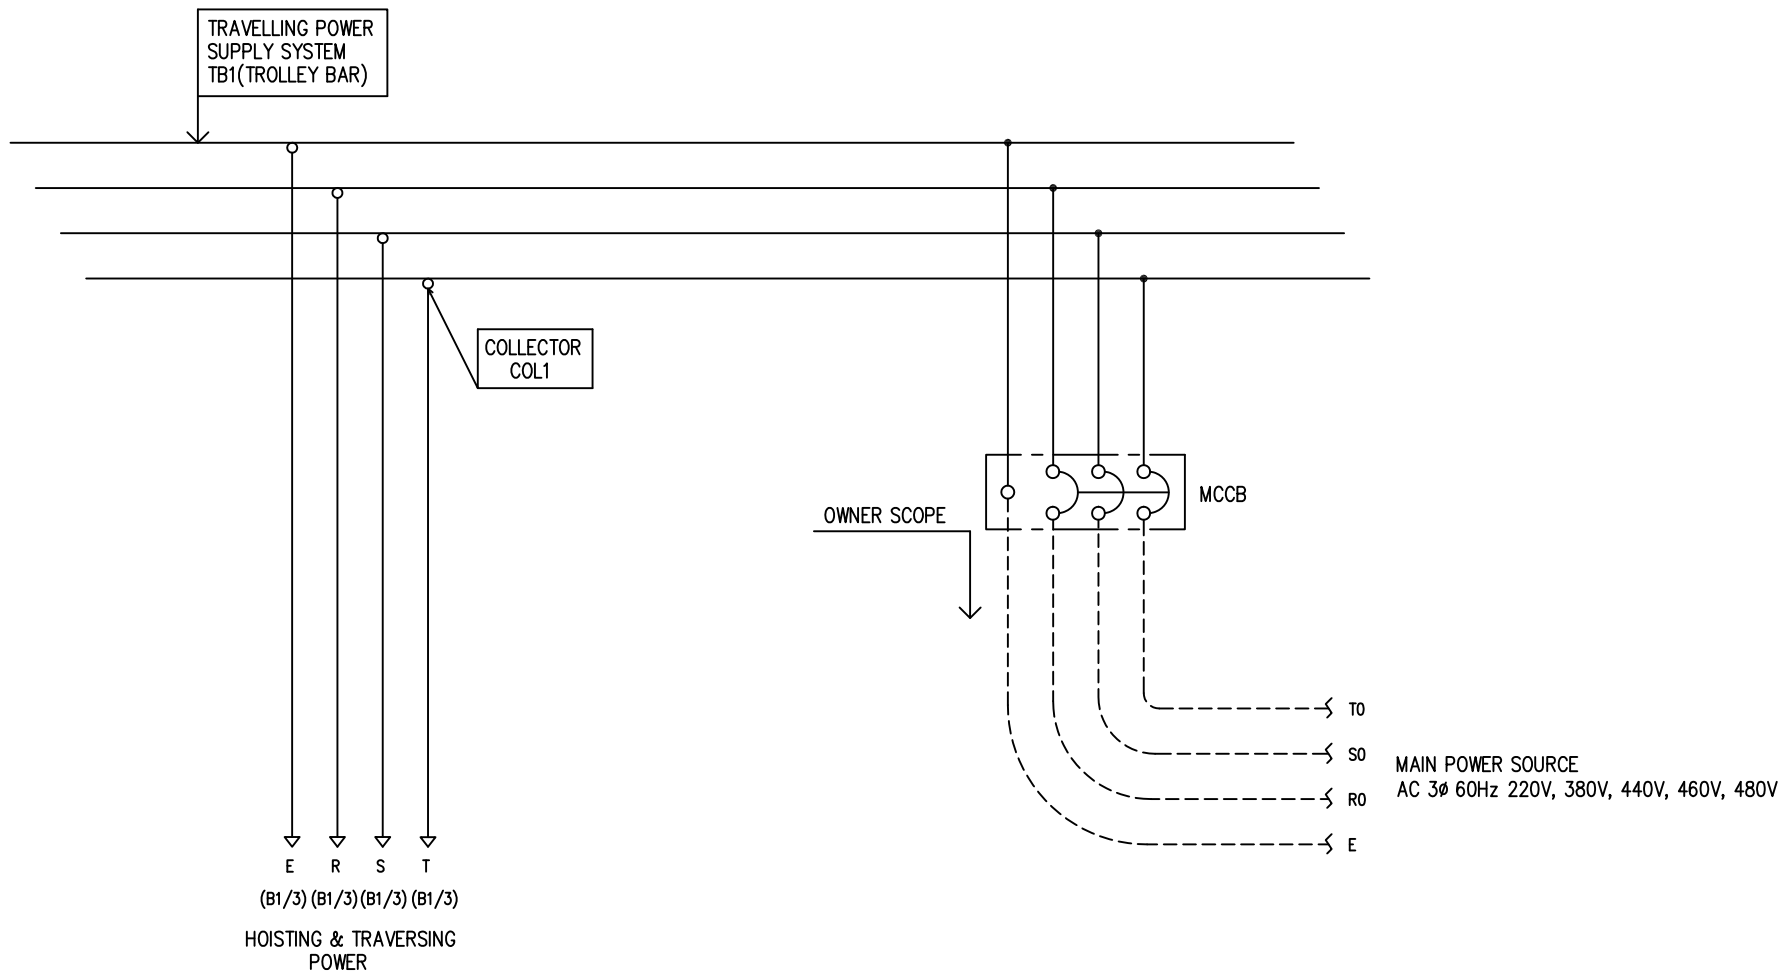 TRAVELLING POWER
SUPPLY SYSTEM
TB1(TROLLEY BAR)
COLLECTOR
COL1
OWNER SCOPE
MCCB
T0
S0
R0
E
MAIN POWER SOURCE
AC 3ø 60Hz 220V, 380V, 440V, 460V, 480V
E R S T
(B1/3) (B1/3) (B1/3) (B1/3)
HOISTING & TRAVERSING
POWER